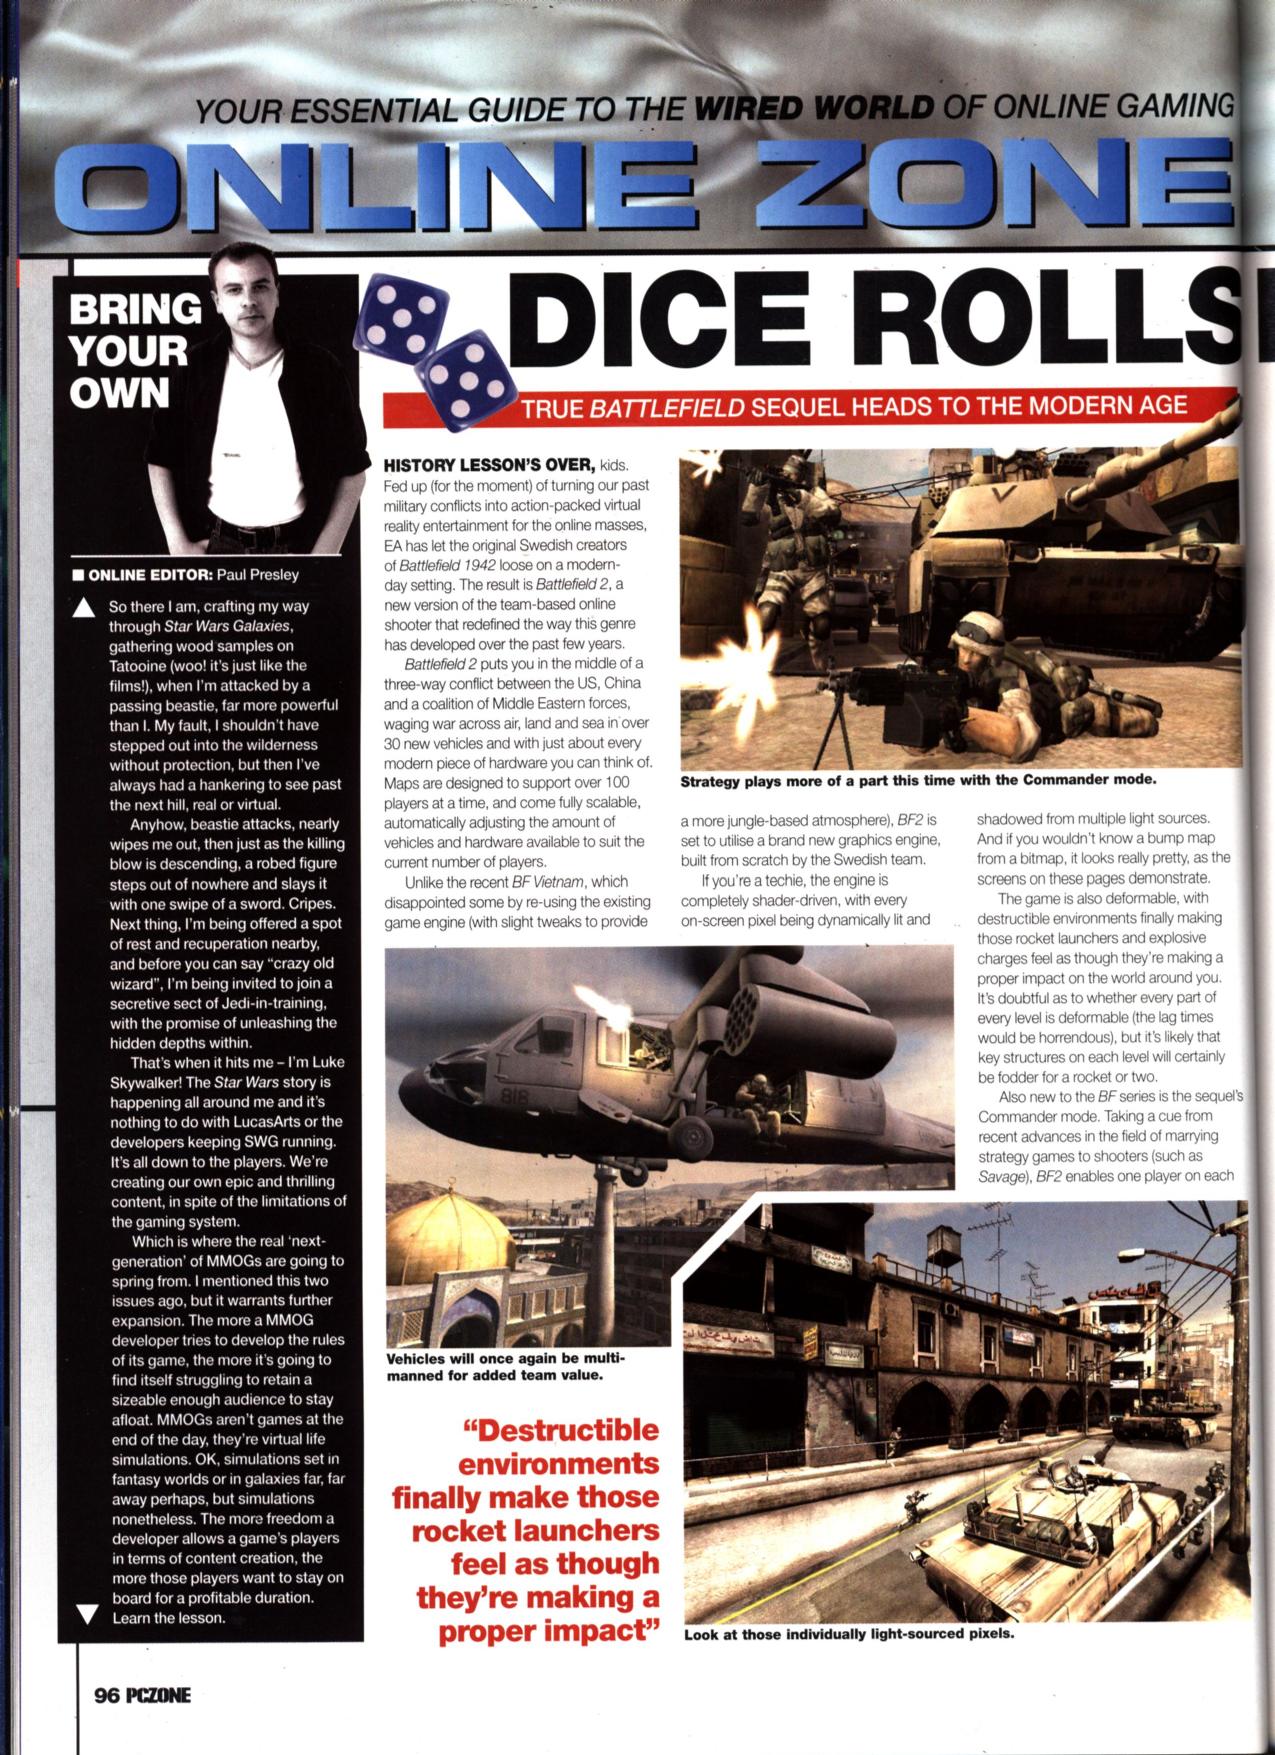 YOUR ESSENTIAL GUIDE TO THE WIRED WORLD OF ONLINE GAMING
ONLINE ZONE
BRING
YOUR
OWN
■ ONLINE EDITOR: Paul Presley
So there I am, crafting my way
through Star Wars Galaxies,
gathering wood samples on
Tatooine (woo! it's just like the
films!), when I'm attacked by a
passing beastie, far more powerful
than I. My fault, I shouldn't have
stepped out into the wilderness
without protection, but then I've
always had a hankering to see past
the next hill, real or virtual.
Anyhow, beastie attacks, nearly
wipes me out, then just as the killing
blow is descending, a robed figure
steps out of nowhere and slays it
with one swipe of a sword. Cripes.
Next thing, I'm being offered a spot
of rest and recuperation nearby,
and before you can say "crazy old
wizard", I'm being invited to join a
secretive sect of Jedi-in-training,
with the promise of unleashing the
hidden depths within.
That's when it hits me – I'm Luke
Skywalker! The Star Wars story is
happening all around me and it's
nothing to do with LucasArts or the
developers keeping SWG running.
It's all down to the players. We're
creating our own epic and thrilling
content, in spite of the limitations of
the gaming system.
Which is where the real 'next-
generation' of MMOGs are going to
spring from. I mentioned this two
issues ago, but it warrants further
expansion. The more a MMOG
developer tries to develop the rules
of its game, the more it's going to
find itself struggling to retain a
sizeable enough audience to stay
afloat. MMOGs aren't games at the
end of the day, they're virtual life
simulations. OK, simulations set in
fantasy worlds or in galaxies far, far
away perhaps, but simulations
nonetheless. The more freedom a
developer allows a game's players
in terms of content creation, the
more those players want to stay on
board for a profitable duration.
Learn the lesson.
DICE ROLLS
TRUE BATTLEFIELD SEQUEL HEADS TO THE MODERN AGE
HISTORY LESSON'S OVER, kids.
Fed up (for the moment) of turning our past
military conflicts into action-packed virtual
reality entertainment for the online masses,
EA has let the original Swedish creators
of Battlefield 1942 loose on a modern-
day setting. The result is Battlefield 2, a
new version of the team-based online
shooter that redefined the way this genre
has developed over the past few years.
Battlefield 2 puts you in the middle of a
three-way conflict between the US, China
and a coalition of Middle Eastern forces,
waging war across air, land and sea in over
30 new vehicles and with just about every
modern piece of hardware you can think of.
Maps are designed to support over 100
players at a time, and come fully scalable,
automatically adjusting the amount of
vehicles and hardware available to suit the
current number of players.
Unlike the recent BF Vietnam, which
disappointed some by re-using the existing
game engine (with slight tweaks to provide
Strategy plays more of a part this time with the Commander mode.
a more jungle-based atmosphere), BF2 is
set to utilise a brand new graphics engine,
built from scratch by the Swedish team.
If you're a techie, the engine is
completely shader-driven, with every
on-screen pixel being dynamically lit and
shadowed from multiple light sources.
And if you wouldn't know a bump map
from a bitmap, it looks really pretty, as the
screens on these pages demonstrate.
The game is also deformable, with
destructible environments finally making
those rocket launchers and explosive
charges feel as though they're making a
proper impact on the world around you.
It's doubtful as to whether every part of
every level is deformable (the lag times
would be horrendous), but it's likely that
key structures on each level will certainly
be fodder for a rocket or two.
Also new to the BF series is the sequel's
Commander mode. Taking a cue from
recent advances in the field of marrying
strategy games to shooters (such as
Savage), BF2 enables one player on each
818
Vehicles will once again be multi-
manned for added team value.
"Destructible
environments
finally make those
rocket launchers
feel as though
they're making a
proper impact"
Look at those individually light-sourced pixels.
96 PCZONE